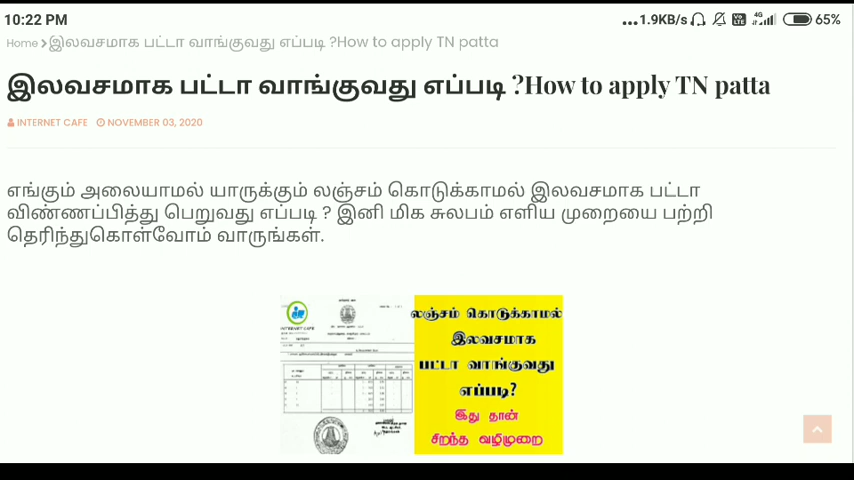 10:22 PM
...1.9KB/s 4G 65%
Home இலவசமாக பட்டா வாங்குவது எப்படி ?How to apply TN patta
இலவசமாக பட்டா வாங்குவது எப்படி ?How to apply TN patta
INTERNET CAFE NOVEMBER 03, 2020
எங்கும் அலையாமல் யாருக்கும் லஞ்சம் கொடுக்காமல் இலவசமாக பட்டா
விண்ணப்பித்து பெறுவது எப்படி ? இனி மிக சுலபம் எளிய முறையை பற்றி
தெரிந்துகொள்வோம் வாருங்கள்.
INTERNET CAFE
லஞ்சம் கொடுக்காமல்
இலவசமாக
பட்டா வாங்குவது
எப்படி?
இது தான்
சிறந்த வழிமுறை